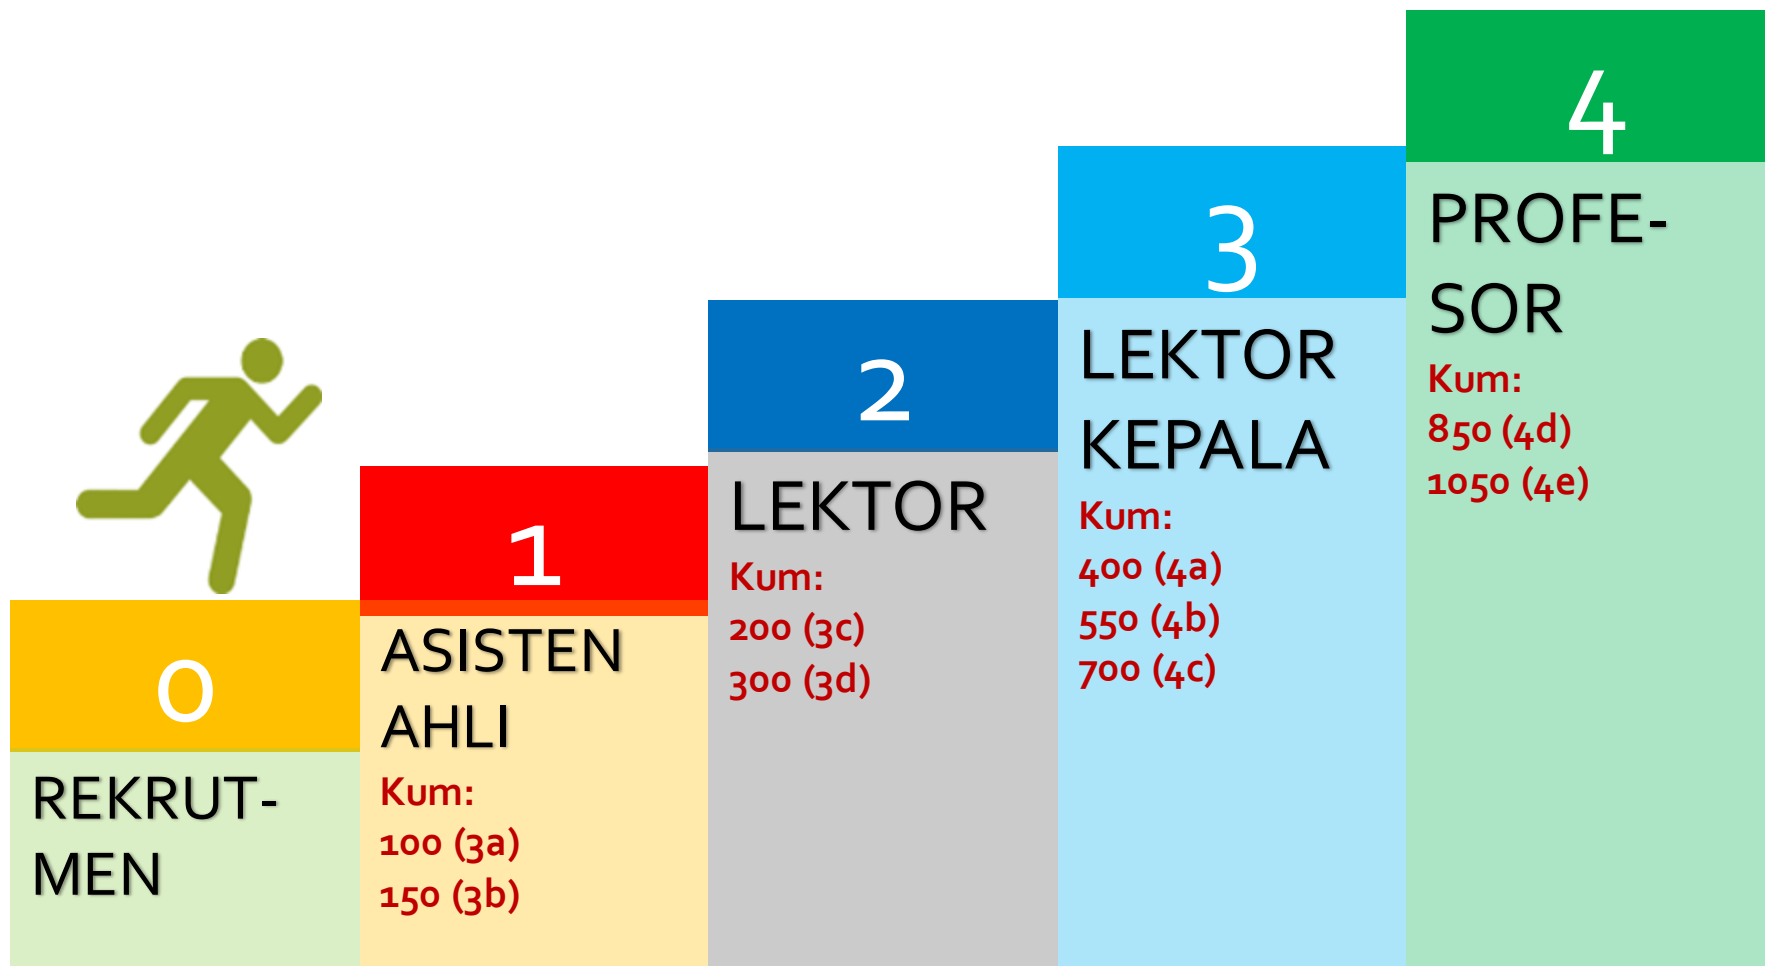 0
REKRUT-
MEN
1
ASISTEN
AHLI
Kum:
100 (3a)
150 (3b)
2
LEKTOR
Kum:
200 (3c)
300 (3d)
3
LEKTOR
KEPALA
Kum:
400 (4a)
550 (4b)
700 (4c)
4
PROFE-
SOR
Kum:
850 (4d)
1050 (4e)